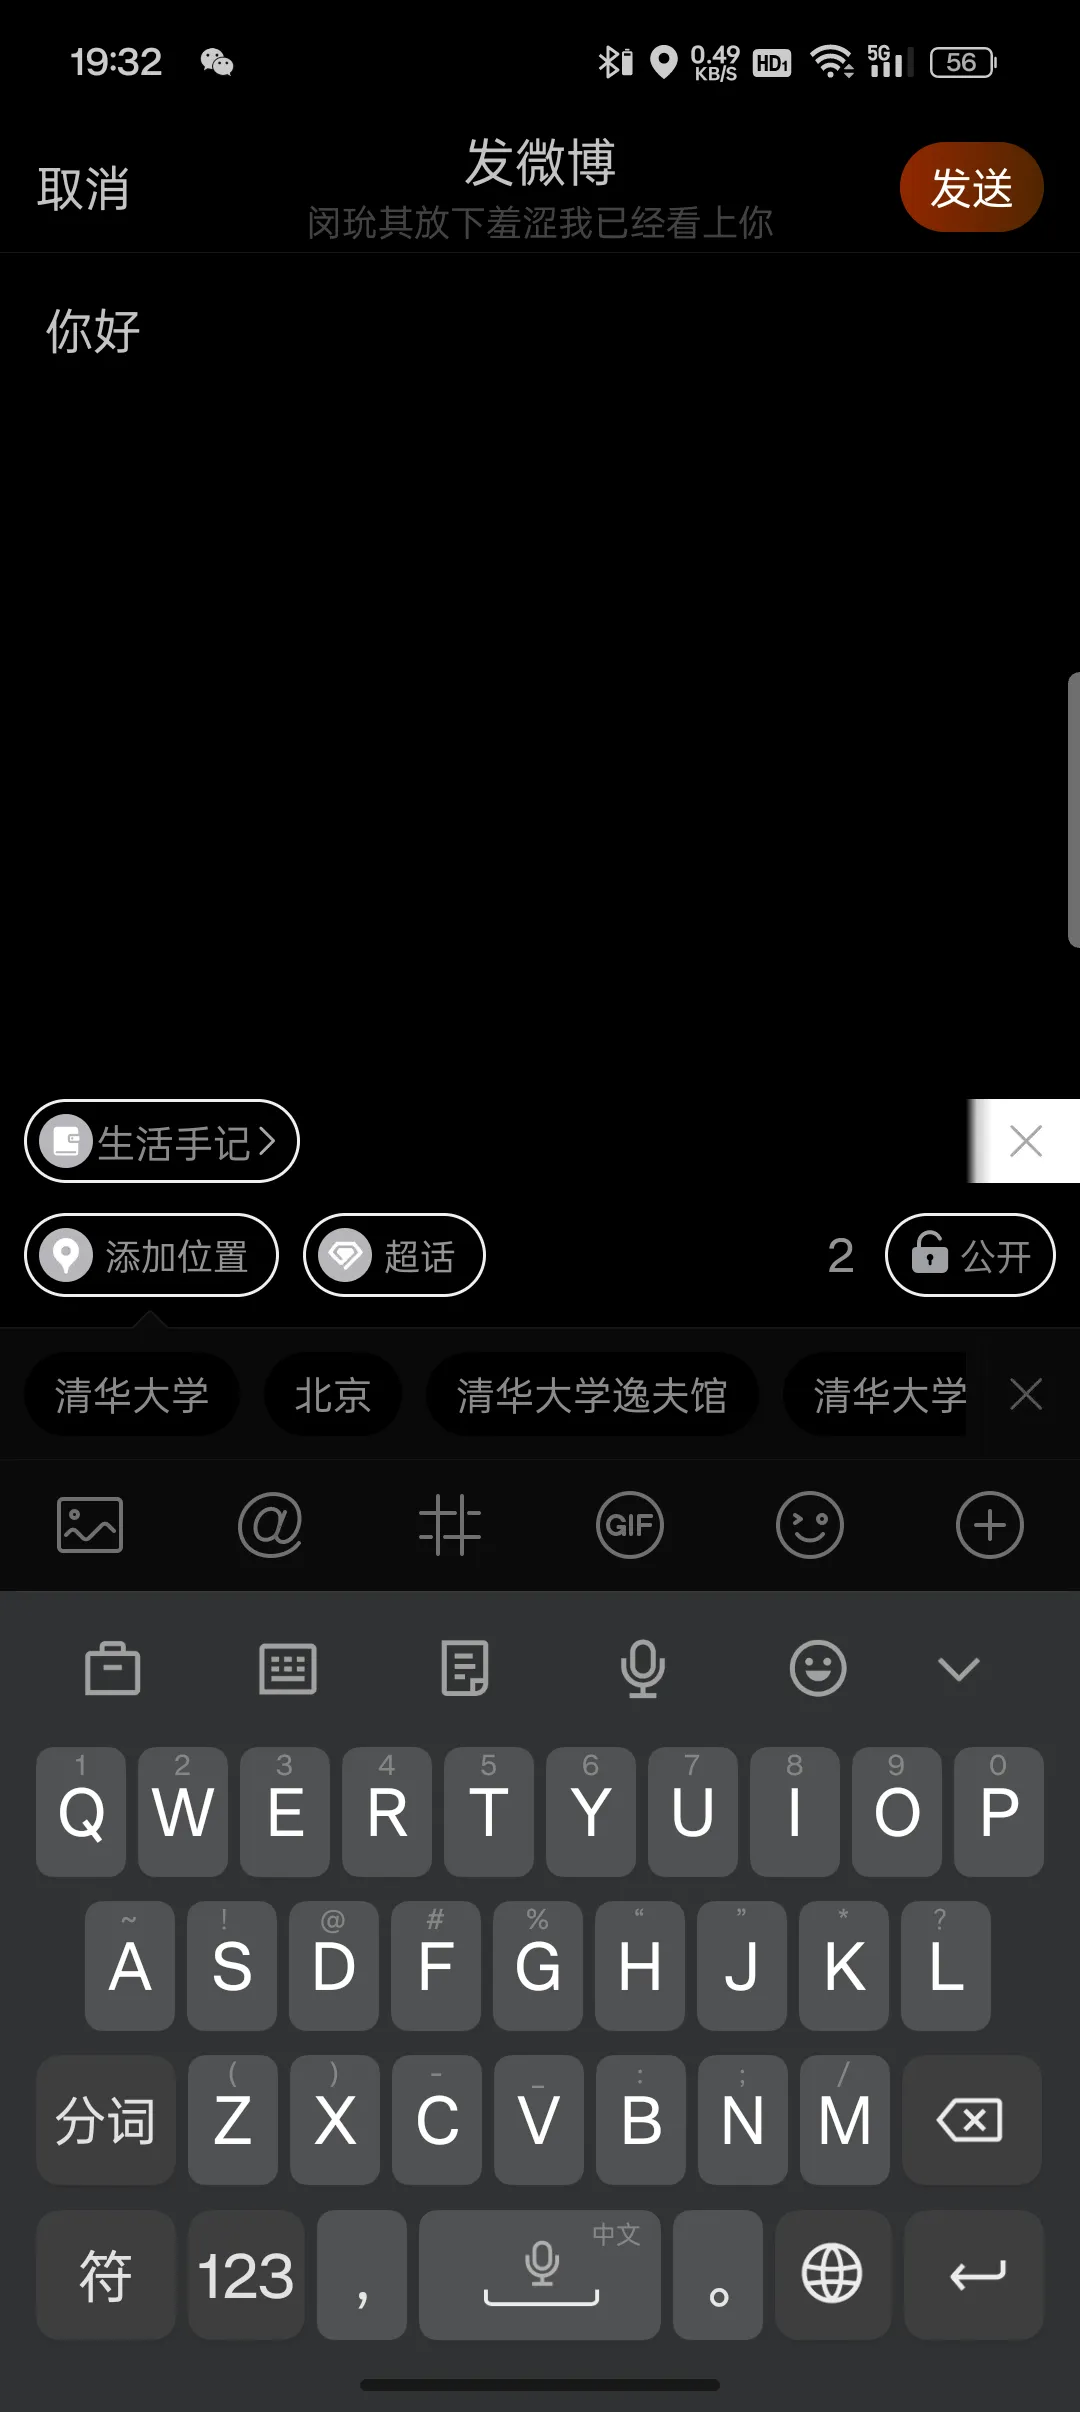 19:32 0.49 KB/S HD1 5G 56
取消 发微博 发送
闵玧其放下羞涩我已经看上你
你好
生活手记
添加位置 超话 2 公开
清华大学 北京 清华大学逸夫馆 清华大学
@ GIF
1 2 3 4 5 6 7 8 9 0
Q W E R T Y U I O P
~ ! @ # % “ ” * ?
A S D F G H J K L
( ) - _ : ; /
分词 Z X C V B N M
中文
符 123 , 。